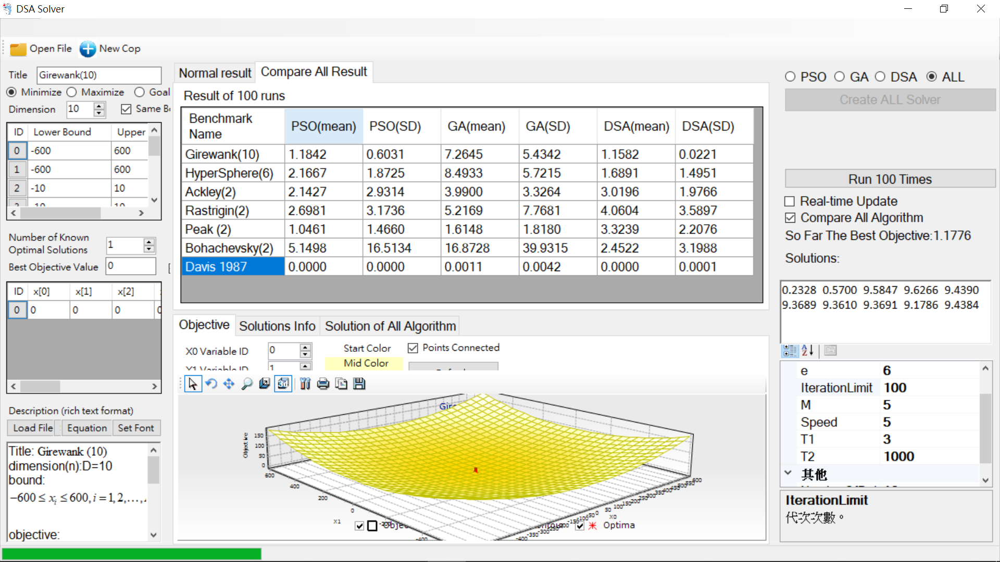 DSA Solver
Open File New Cop
Title Girewank(10)
Minimize Maximize Goal
Dimension 10 Same B
ID Lower Bound Upper
0 -600 600
1 -600 600
2 -10 10
Number of Known
Optimal Solutions 1
Best Objective Value 0
ID x[0] x[1] x[2]
0 0 0 0
Description (rich text format)
Load File Equation Set Font
Title: Girewank (10)
dimension(n):D=10
bound:
−600 ≤ xᵢ ≤ 600, i = 1, 2, …,
objective:
Normal result Compare All Result
Result of 100 runs
Benchmark Name PSO(mean) PSO(SD) GA(mean) GA(SD) DSA(mean) DSA(SD)
Girewank(10) 1.1842 0.6031 7.2645 5.4342 1.1582 0.0221
HyperSphere(6) 2.1667 1.8725 8.4933 5.7215 1.6891 1.4951
Ackley(2) 2.1427 2.9314 3.9900 3.3264 3.0196 1.9766
Rastrigin(2) 2.6981 3.1736 5.2169 7.7681 4.0604 3.5897
Peak (2) 1.0461 1.4660 1.6148 1.8180 3.3239 2.2076
Bohachevsky(2) 5.1498 16.5134 16.8728 39.9315 2.4522 3.1988
Davis 1987 0.0000 0.0000 0.0011 0.0042 0.0000 0.0001
Objective Solutions Info Solution of All Algorithm
X0 Variable ID 0 Start Color Points Connected
X1 Variable ID 1 Mid Color
Objective
150
100
50
0
600
400
200
0
X1
X0
Optima
PSO GA DSA ALL
Create ALL Solver
Run 100 Times
Real-time Update
Compare All Algorithm
So Far The Best Objective:1.1776
Solutions:
0.2328 0.5700 9.5847 9.6266 9.4390
9.3689 9.3610 9.3691 9.1786 9.4384
e 6
IterationLimit 100
M 5
Speed 5
T1 3
T2 1000
其他
IterationLimit
代次次數。